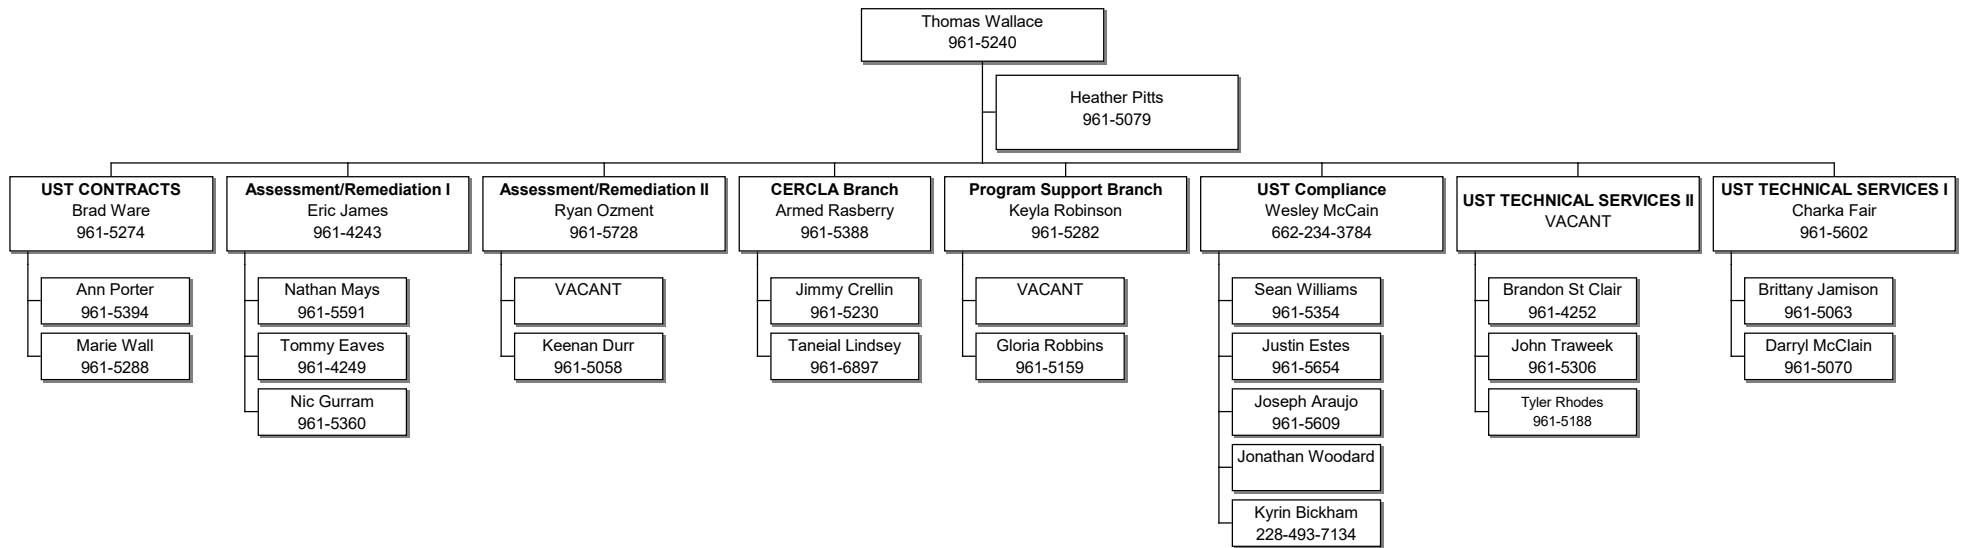 Thomas Wallace
961-5240
Heather Pitts
961-5079
UST CONTRACTS
Brad Ware
961-5274
Ann Porter
961-5394
Marie Wall
961-5288
Assessment/Remediation I
Eric James
961-4243
Nathan Mays
961-5591
Tommy Eaves
961-4249
Nic Gurram
961-5360
Assessment/Remediation II
Ryan Ozment
961-5728
VACANT
Keenan Durr
961-5058
CERCLA Branch
Armed Rasberry
961-5388
Jimmy Crellin
961-5230
Taneial Lindsey
961-6897
Program Support Branch
Keyla Robinson
961-5282
VACANT
Gloria Robbins
961-5159
UST Compliance
Wesley McCain
662-234-3784
Sean Williams
961-5354
Justin Estes
961-5654
Joseph Araujo
961-5609
Jonathan Woodard
Kyrin Bickham
228-493-7134
UST TECHNICAL SERVICES II
VACANT
Brandon St Clair
961-4252
John Traweek
961-5306
Tyler Rhodes
961-5188
UST TECHNICAL SERVICES I
Charka Fair
961-5602
Brittany Jamison
961-5063
Darryl McClain
961-5070